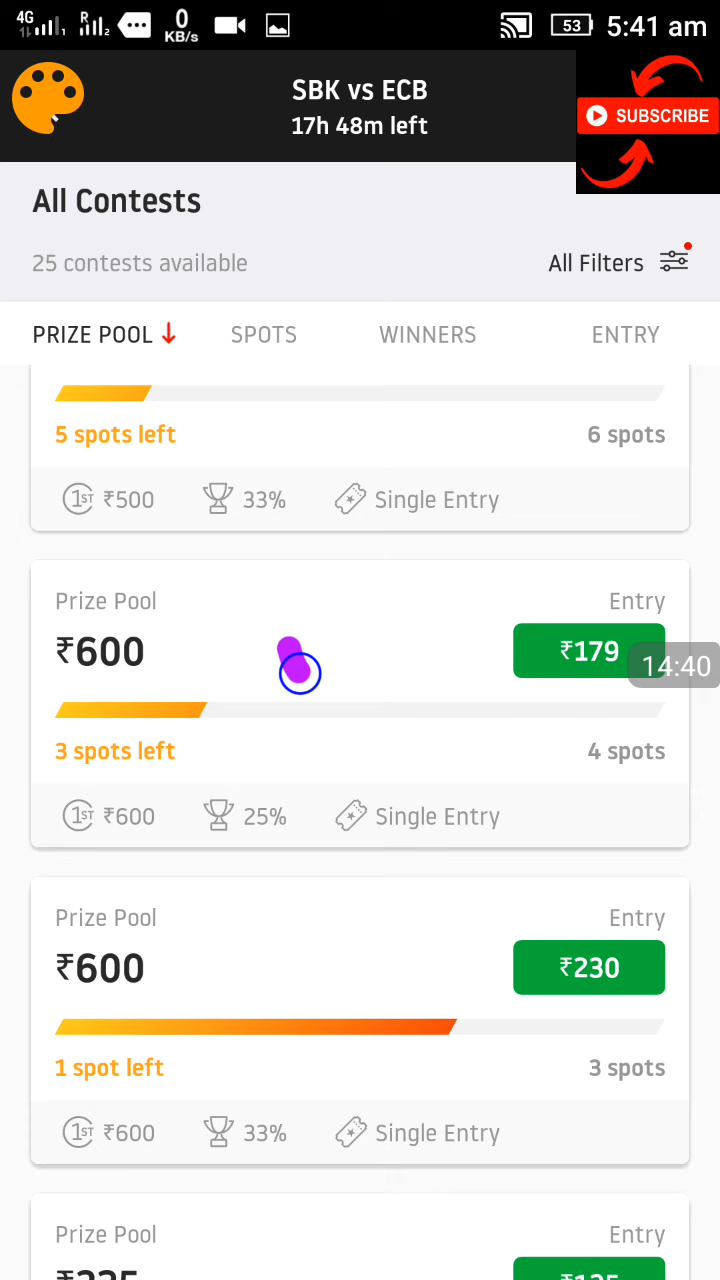 4G
R
1
2
0
KB/s
53
5:41 am
SBK vs ECB
17h 48m left
SUBSCRIBE
All Contests
25 contests available
All Filters
PRIZE POOL SPOTS WINNERS ENTRY
5 spots left
6 spots
1ST ₹500 33% Single Entry
Prize Pool
Entry
₹600
₹179
14:40
3 spots left
4 spots
1ST ₹600 25% Single Entry
Prize Pool
Entry
₹600
₹230
1 spot left
3 spots
1ST ₹600 33% Single Entry
Prize Pool
Entry